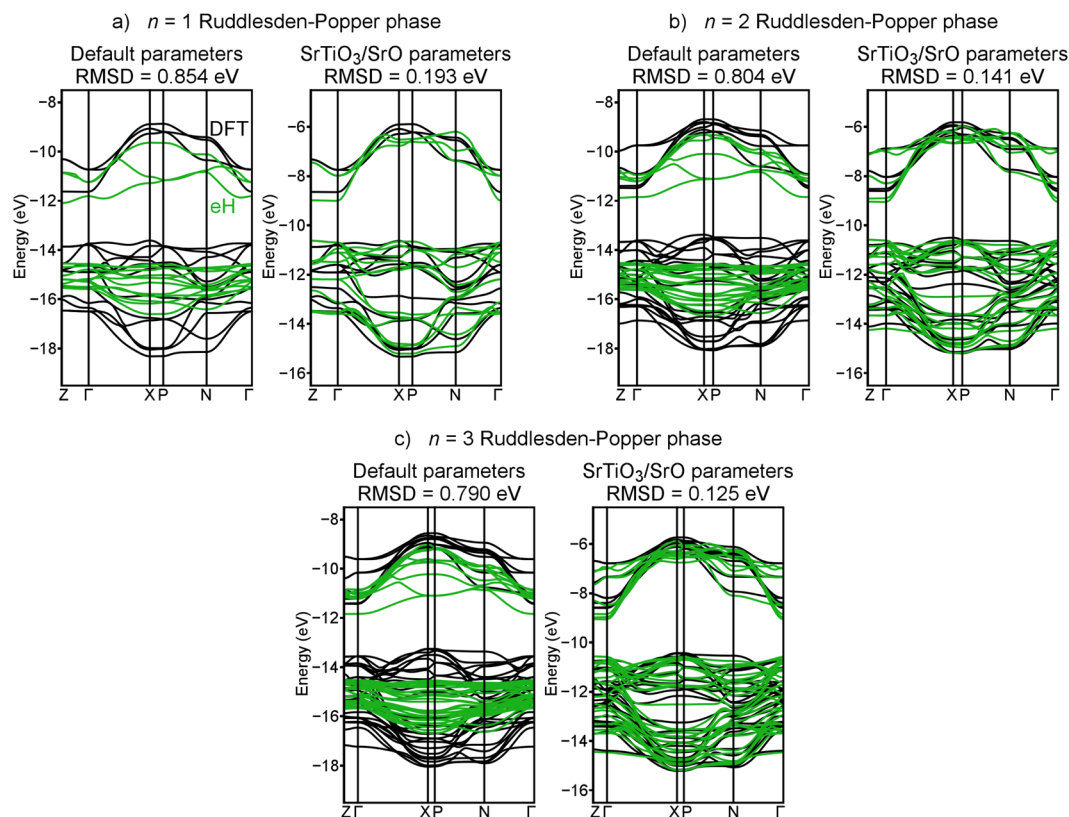 a) n = 1 Ruddlesden-Popper phase
Default parameters
RMSD = 0.854 eV
SrTiO₃/SrO parameters
RMSD = 0.193 eV
Energy (eV)
−8
−10
−12
−14
−16
−18
DFT
eH
Z Γ X P N Γ
Energy (eV)
−6
−8
−10
−12
−14
−16
Z Γ X P N Γ
b) n = 2 Ruddlesden-Popper phase
Default parameters
RMSD = 0.804 eV
SrTiO₃/SrO parameters
RMSD = 0.141 eV
Energy (eV)
−8
−10
−12
−14
−16
−18
Z Γ X P N Γ
Energy (eV)
−6
−8
−10
−12
−14
−16
Z Γ X P N Γ
c) n = 3 Ruddlesden-Popper phase
Default parameters
RMSD = 0.790 eV
SrTiO₃/SrO parameters
RMSD = 0.125 eV
Energy (eV)
−8
−10
−12
−14
−16
−18
Z Γ X P N Γ
Energy (eV)
−6
−8
−10
−12
−14
−16
Z Γ X P N Γ